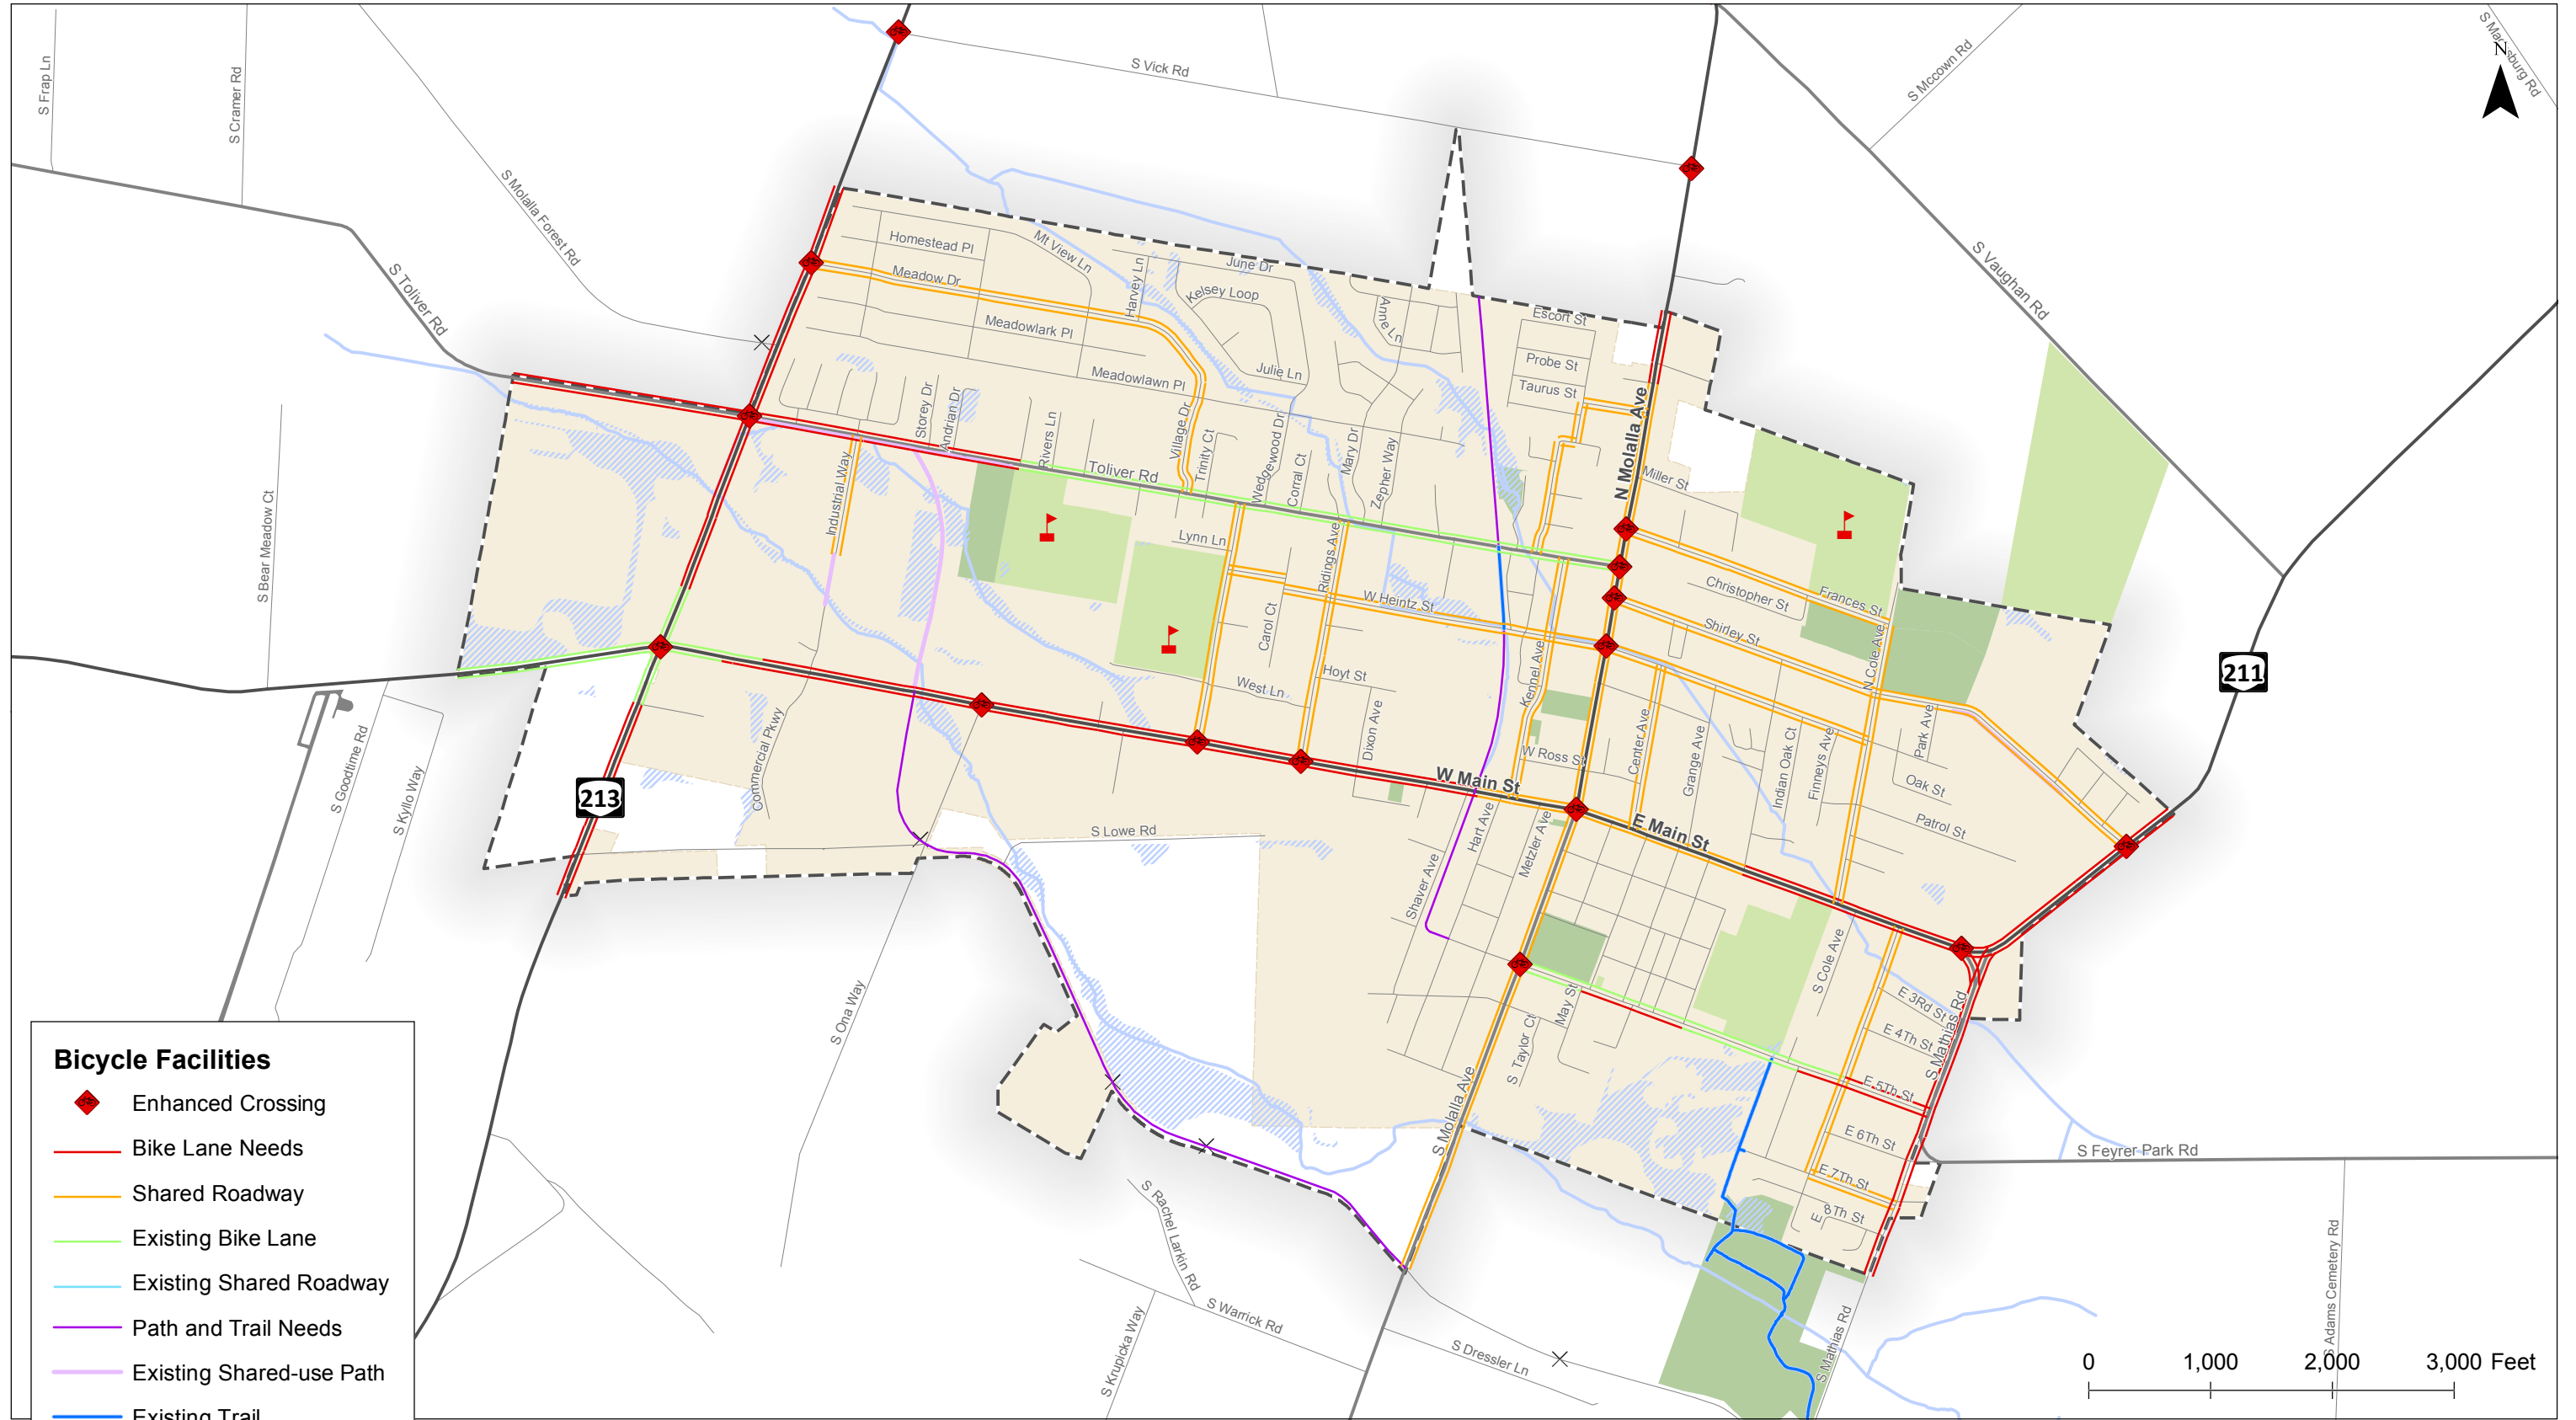 S Frap Ln
S Cramer Rd
S Molalla Forest Rd
S Toliver Rd
S Vick Rd
S Mccown Rd
S Vaughan Rd
N
Homestead Pl
Mt View Ln
Meadow Dr
Harvey Ln
June Dr
Kelsey Loop
Anne Ln
Escort St
Meadowlark Pl
Probe St
Taurus St
Meadowlawn Pl
Julie Ln
Storey Dr
Andrian Dr
Rivers Ln
Village Dr
Trinity Ct
Wedgewood Dr
Corral Ct
Mary Dr
Zepher Way
N Molalla Ave
Miller St
Toliver Rd
Industrial Way
S Bear Meadow Ct
Lynn Ln
Ridings Ave
W Heintz St
Christopher St
Frances St
Shirley St
Carol Ct
Kennel Ave
N Cole Ave
Hoyt St
West Ln
Dixon Ave
211
Center Ave
Grange Ave
Indian Oak Ct
Finneys Ave
Park Ave
W Ross St
Oak St
Commercial Pkwy
S Goodtime Rd
S Kyllo Way
213
W Main St
E Main St
Patrol St
S Lowe Rd
Hart Ave
Metzler Ave
Shaver Ave
S Cole Ave
S Ona Way
May St
S Taylor Ct
E 3Rd St
E 4Th St
S Mathias Rd
E 5Th St
E 6Th St
E 7Th St
E 8Th St
S Molalla Ave
S Feyrer Park Rd
S Rachel Larkin Rd
S Warrick Rd
S Krupicka Way
S Dressler Ln
S Mathias Rd
S Adams Cemetery Rd
Bicycle Facilities
Enhanced Crossing
Bike Lane Needs
Shared Roadway
Existing Bike Lane
Existing Shared Roadway
Path and Trail Needs
Existing Shared-use Path
Existing Trail
0 1,000 2,000 3,000 Feet